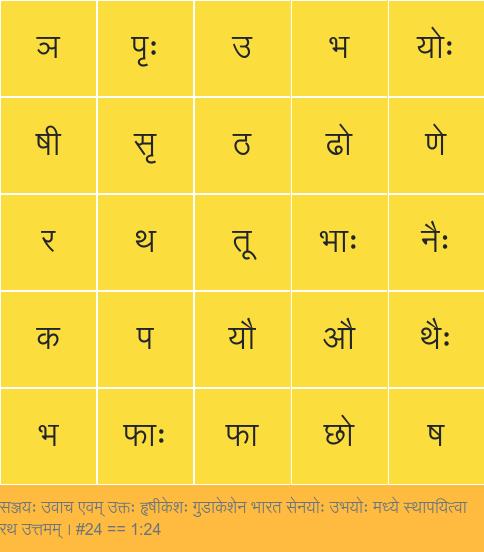 ञ पृः उ भ योः
षी सृ ठ ढो णे
र थ तू भाः नैः
क प यौ औ थैः
भ फाः फा छो ष
सञ्जयः उवाच एवम् उक्तः हृषीकेशः गुडाकेशेन भारत सेनयोः उभयोः मध्ये स्थापयित्वा
रथ उत्तमम् । #24 == 1:24